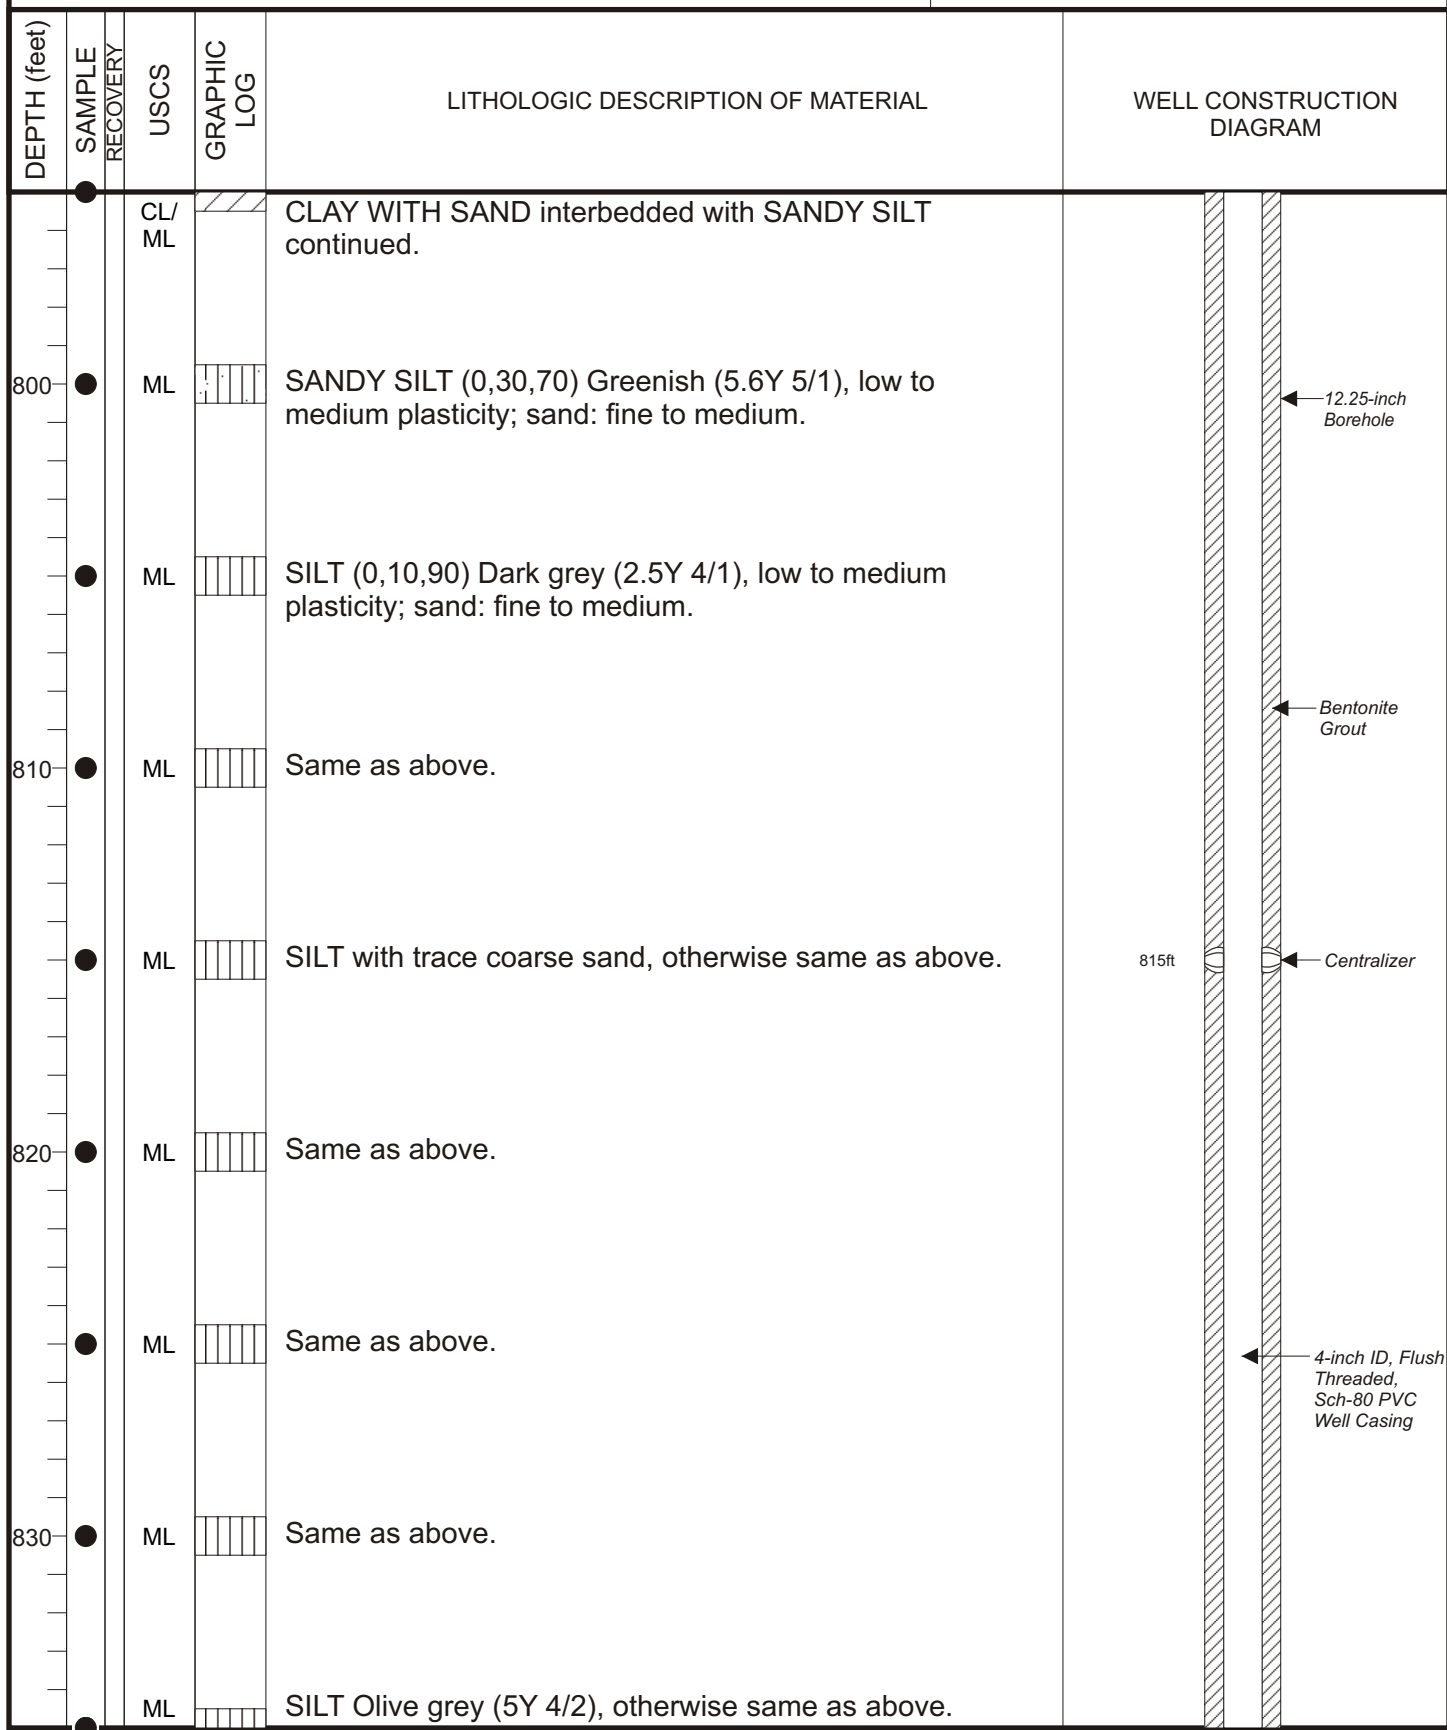 DEPTH (feet)
SAMPLE
RECOVERY
USCS
GRAPHIC
LOG
LITHOLOGIC DESCRIPTION OF MATERIAL
WELL CONSTRUCTION
DIAGRAM
CL/
ML
CLAY WITH SAND interbedded with SANDY SILT
continued.
800
ML
SANDY SILT (0,30,70) Greenish (5.6Y 5/1), low to
medium plasticity; sand: fine to medium.
12.25-inch
Borehole
ML
SILT (0,10,90) Dark grey (2.5Y 4/1), low to medium
plasticity; sand: fine to medium.
Bentonite
Grout
810
ML
Same as above.
ML
SILT with trace coarse sand, otherwise same as above.
815ft
Centralizer
820
ML
Same as above.
ML
Same as above.
4-inch ID, Flush
Threaded,
Sch-80 PVC
Well Casing
830
ML
Same as above.
ML
SILT Olive grey (5Y 4/2), otherwise same as above.